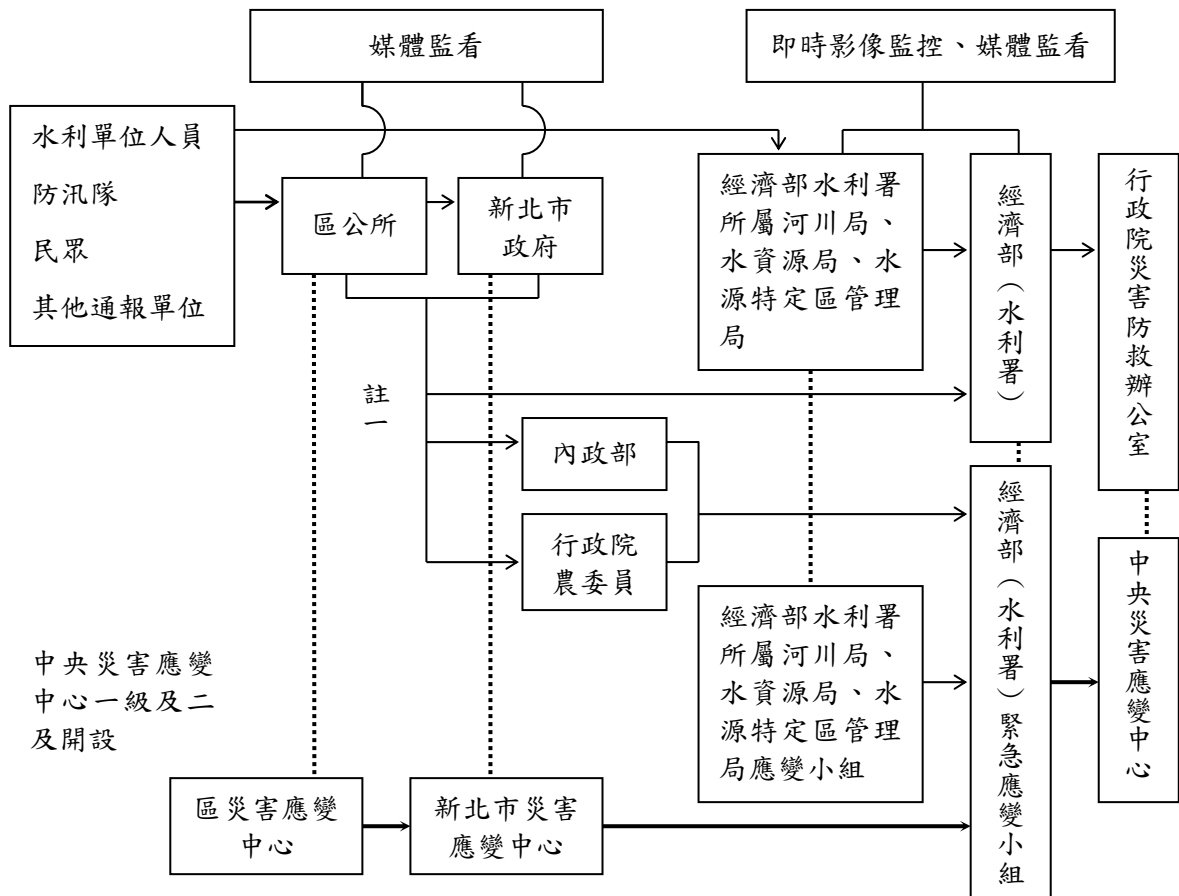 媒體監看
即時影像監控、媒體監看
水利單位人員
防汛隊
民眾
其他通報單位
區公所
新北市
政府
經濟部水利署
所屬河川局、
水資源局、水
源特定區管理
局
經濟部（水利署）
行政院災害防救辦公室
註一
內政部
行政院
農委員
經濟部水利署
所屬河川局、
水資源局、水
源特定區管理
局應變小組
經濟部（水利署）緊急應變小組
中央災害應變中心
中央災害應變
中心一級及二
及開設
區災害應變
中心
新北市災害
應變中心